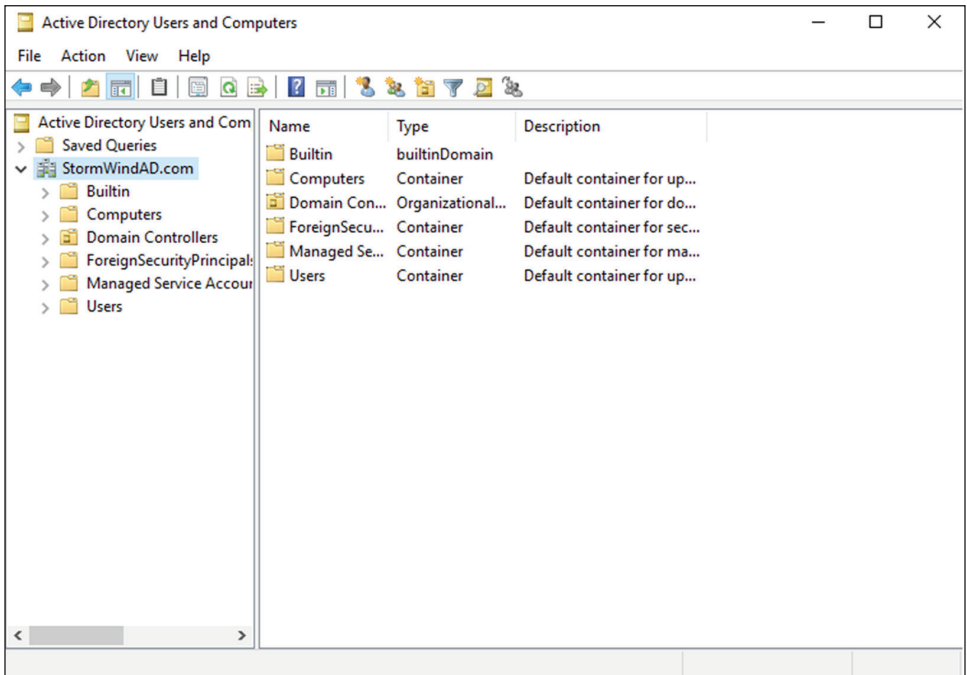 Active Directory Users and Computers
File Action View Help
Active Directory Users and Com
Saved Queries
StormWindAD.com
Builtin
Computers
Domain Controllers
ForeignSecurityPrincipals
Managed Service Accour
Users
Name Type Description
Builtin builtinDomain
Computers Container Default container for up...
Domain Con... Organizational... Default container for do...
ForeignSecu... Container Default container for sec...
Managed Se... Container Default container for ma...
Users Container Default container for up...